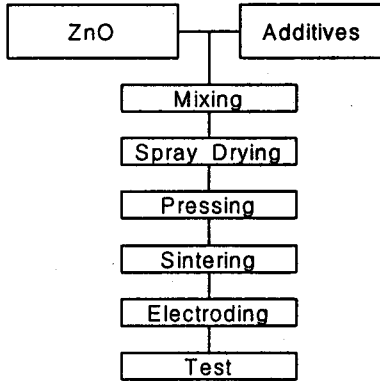 ZnO
Additives
Mixing
Spray Drying
Pressing
Sintering
Electroding
Test